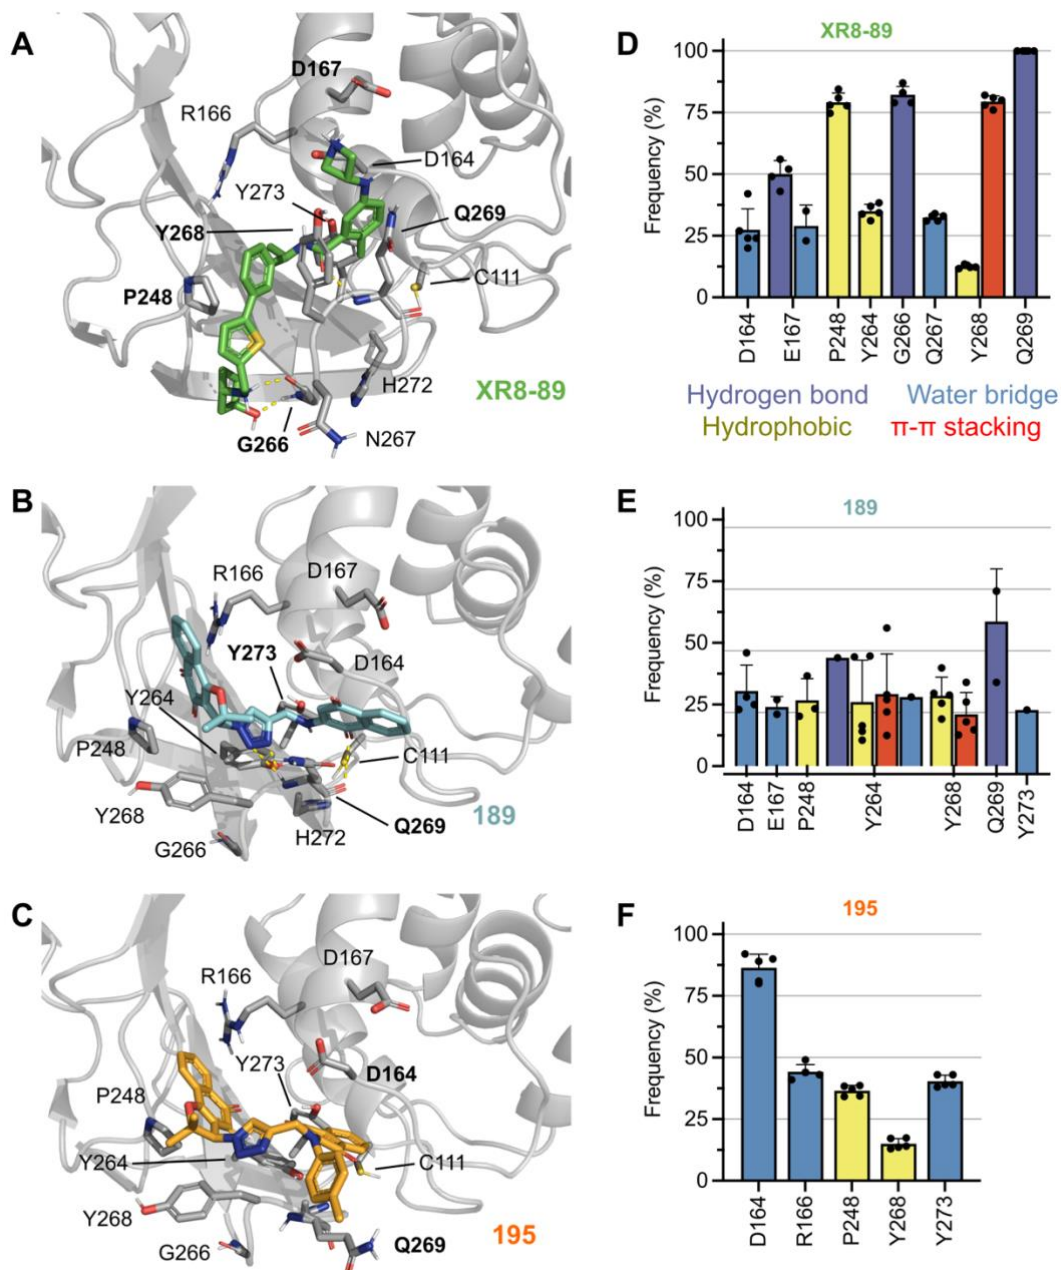 A
D167
R166
D164
Y273
Y268
Q269
P248
C111
H272
XR8-89
G266
N267
D
XR8-89
Frequency (%)
100
75
50
25
0
D164
E167
P248
Y264
G266
Q267
Y268
Q269
Hydrogen bond
Water bridge
Hydrophobic
π-π stacking
B
R166
D167
Y273
D164
Y264
P248
C111
Y268
189
Q269
H272
G266
E
189
Frequency (%)
100
75
50
25
0
D164
E167
P248
Y264
Y268
Q269
Y273
C
R166
D167
Y273
D164
P248
Y264
C111
Y268
Q269
195
G266
F
195
Frequency (%)
100
75
50
25
0
D164
R166
P248
Y268
Y273